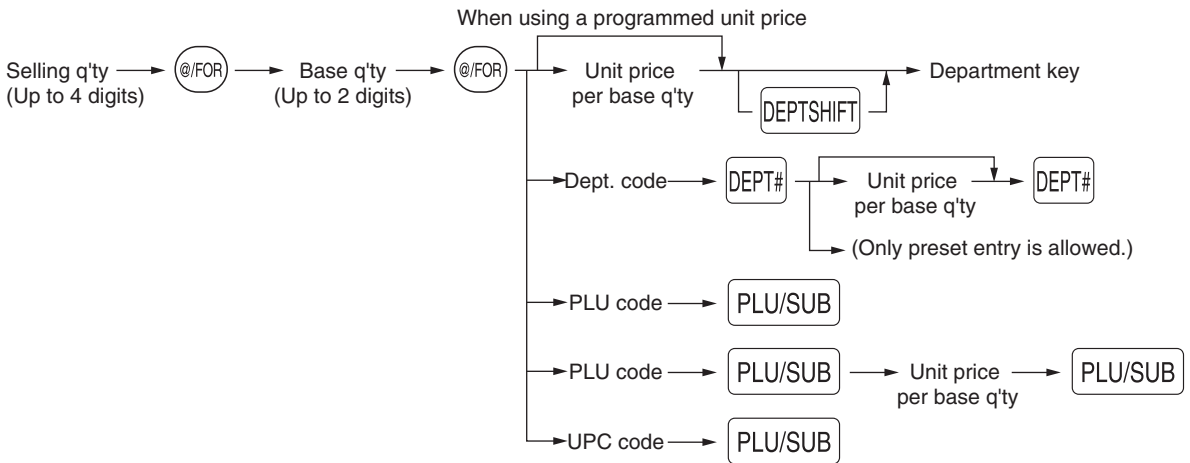 When using a programmed unit price
Selling q'ty
(Up to 4 digits)
@/FOR
Base q'ty
(Up to 2 digits)
@/FOR
Unit price
per base q'ty
DEPTSHIFT
Department key
Dept. code
DEPT#
Unit price
per base q'ty
DEPT#
(Only preset entry is allowed.)
PLU code
PLU/SUB
PLU code
PLU/SUB
Unit price
per base q'ty
PLU/SUB
UPC code
PLU/SUB